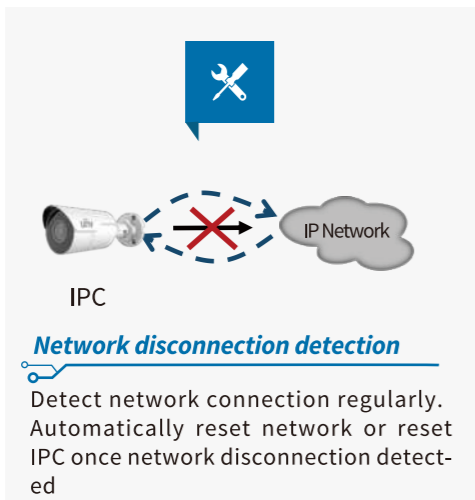 unv
IP Network
IPC
Network disconnection detection
Detect network connection regularly.
Automatically reset network or reset
IPC once network disconnection detect-
ed